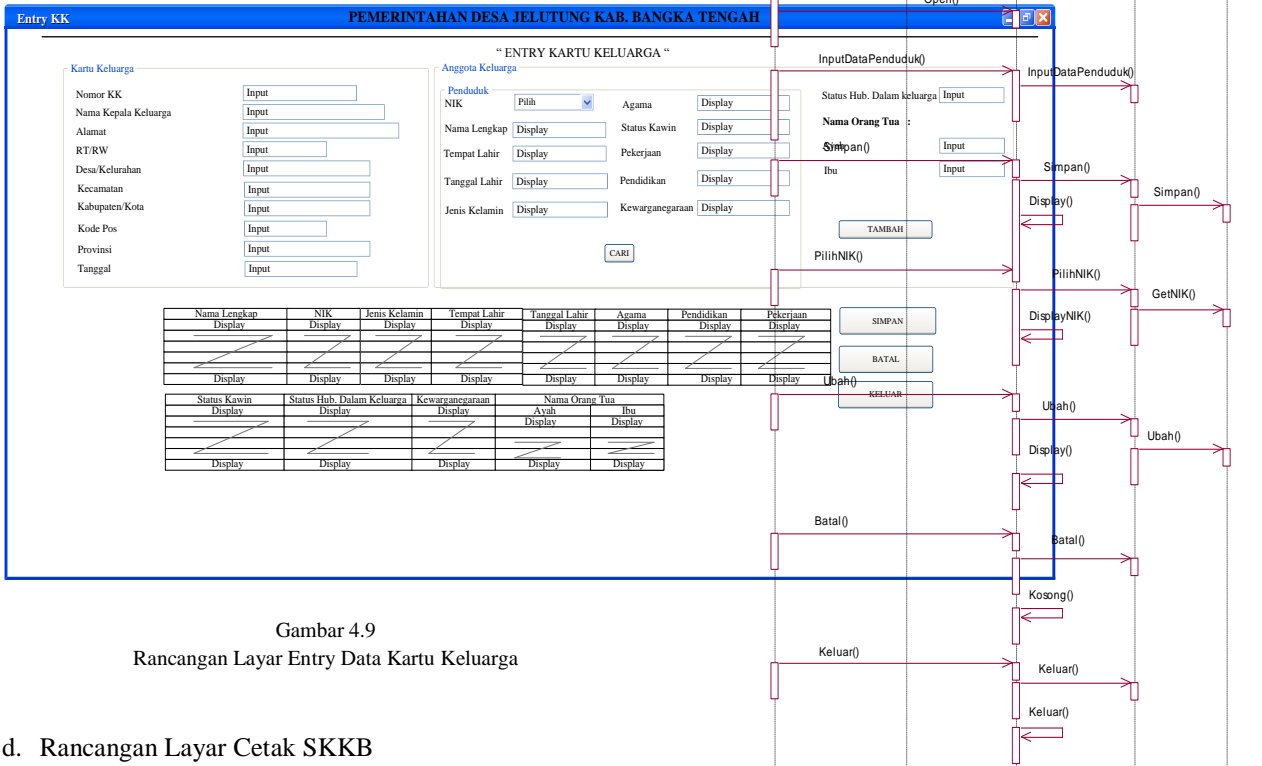 Open()
Entry KK
PEMERINTAHAN DESA JELUTUNG KAB. BANGKA TENGAH
“ ENTRY KARTU KELUARGA “
Kartu Keluarga
Nomor KK Input
Nama Kepala Keluarga Input
Alamat Input
RT/RW Input
Desa/Kelurahan Input
Kecamatan Input
Kabupaten/Kota Input
Kode Pos Input
Provinsi Input
Tanggal Input
Anggota Keluarga
Penduduk
NIK Pilih Agama Display
Nama Lengkap Display Status Kawin Display
Tempat Lahir Display Pekerjaan Display
Tanggal Lahir Display Pendidikan Display
Jenis Kelamin Display Kewarganegaraan Display
CARI
Status Hub. Dalam keluarga Input
Nama Orang Tua :
Ayah Input
Ibu Input
TAMBAH
Nama Lengkap NIK Jenis Kelamin Tempat Lahir Tanggal Lahir Agama Pendidikan Pekerjaan
Display Display Display Display Display Display Display Display
Display Display Display Display Display Display Display Display
SIMPAN
BATAL
KELUAR
Status Kawin Status Hub. Dalam Keluarga Kewarganegaraan Nama Orang Tua
Ayah Ibu
Display Display Display Display Display
Display Display Display Display Display
InputDataPenduduk()
InputDataPenduduk()
Simpan()
Simpan()
Simpan()
Display()
PilihNIK()
PilihNIK()
GetNIK()
DisplayNIK()
Ubah()
Ubah()
Ubah()
Display()
Batal()
Batal()
Kosong()
Keluar()
Keluar()
Keluar()
Gambar 4.9
Rancangan Layar Entry Data Kartu Keluarga
d. Rancangan Layar Cetak SKKB